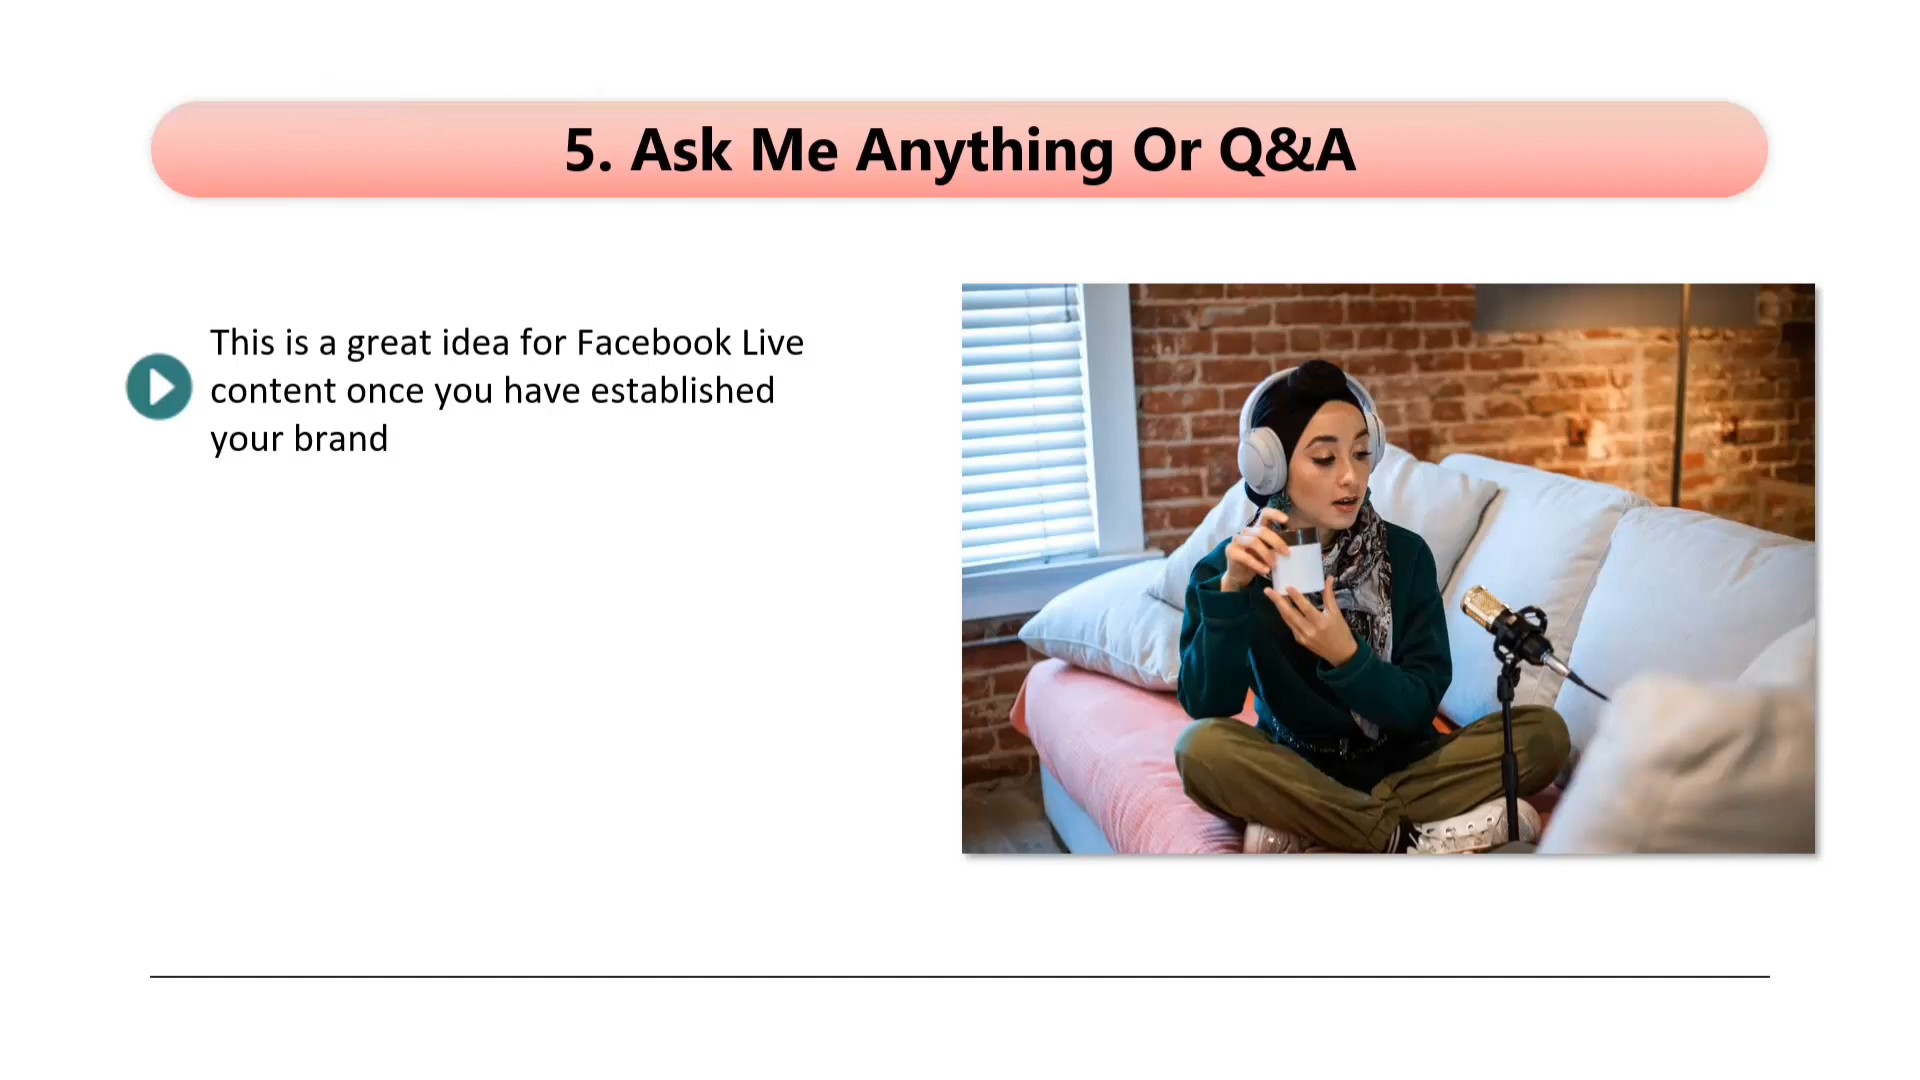 5. Ask Me Anything Or Q&A
This is a great idea for Facebook Live
content once you have established
your brand